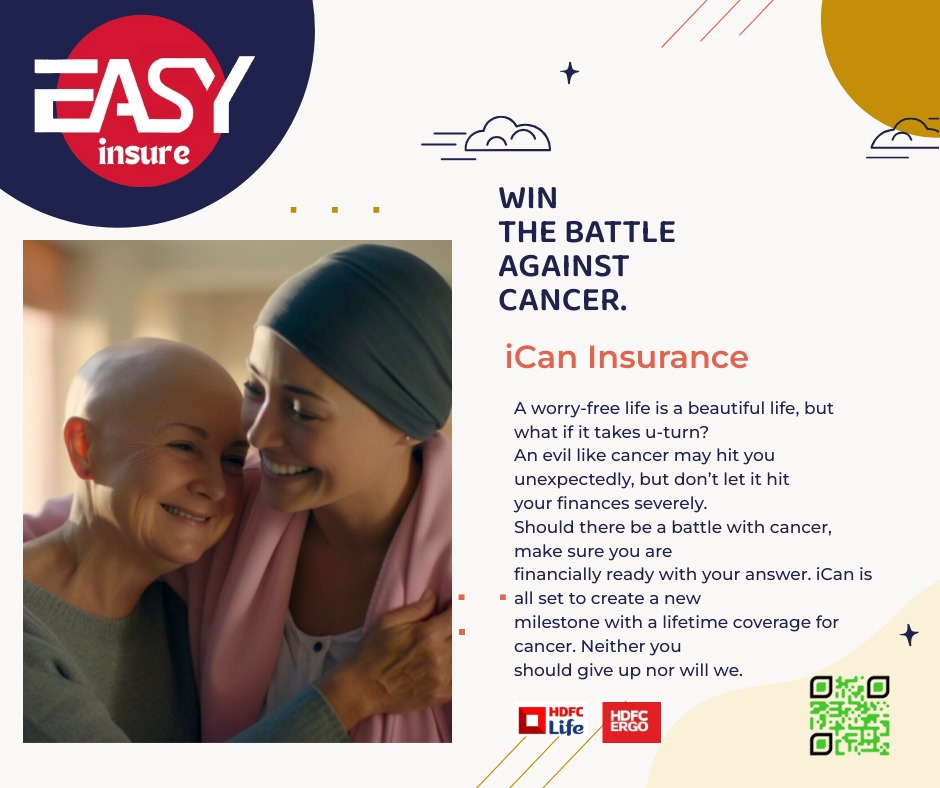 EASY
insure
WIN
THE BATTLE
AGAINST
CANCER.
iCan Insurance
A worry-free life is a beautiful life, but
what if it takes u-turn?
An evil like cancer may hit you
unexpectedly, but don’t let it hit
your finances severely.
Should there be a battle with cancer,
make sure you are
financially ready with your answer. iCan is
all set to create a new
milestone with a lifetime coverage for
cancer. Neither you
should give up nor will we.
HDFC
Life
HDFC
ERGO